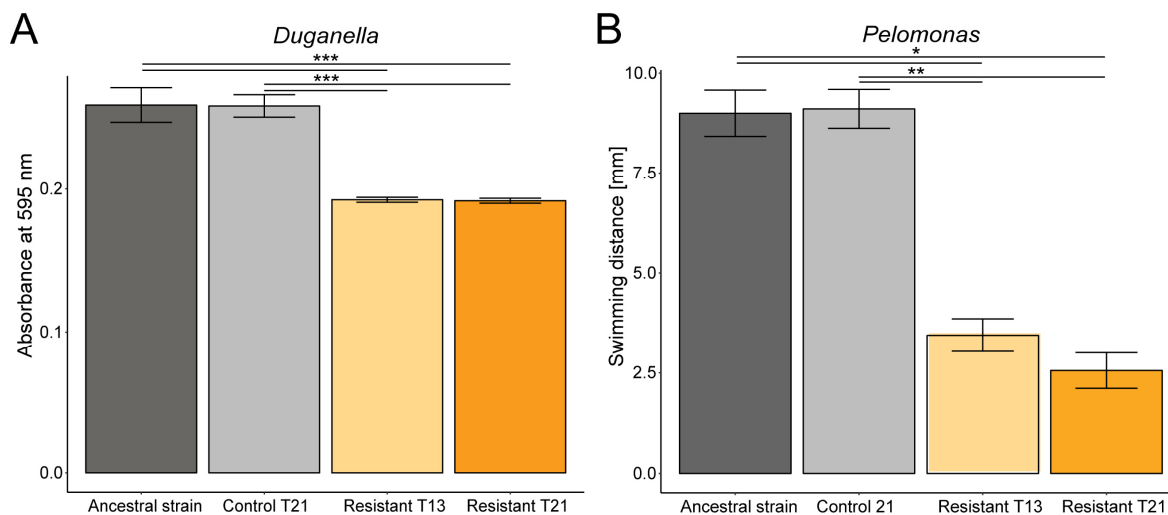 A
Duganella
***
***
Absorbance at 595 nm
0.2
0.1
0.0
Ancestral strain
Control T21
Resistant T13
Resistant T21
B
Pelomonas
*
**
Swimming distance [mm]
10.0
7.5
5.0
2.5
0.0
Ancestral strain
Control 21
Resistant T13
Resistant T21